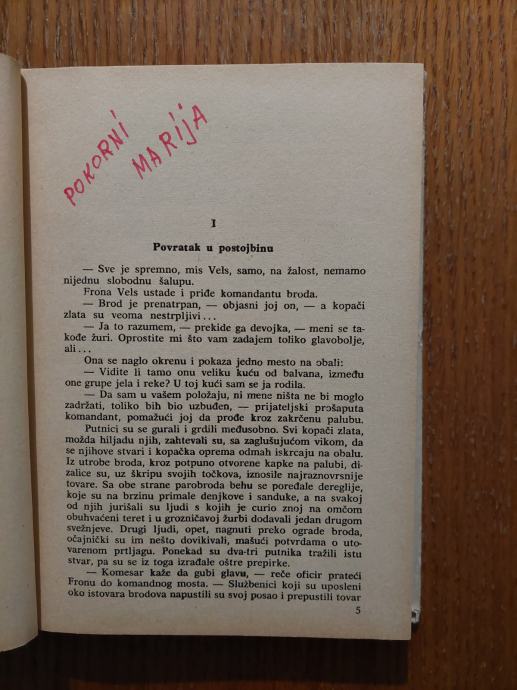 POKORNI
MARIJA
I
Povratak u postojbinu
— Sve je spremno, mis Vels, samo, na žalost, nemamo
nijednu slobodnu šalupu.
Frona Vels ustade i priđe komandantu broda.
— Brod je prenatrpan, — objasni joj on, — a kopači
zlata su veoma nestrpljivi...
— Ja to razumem, — prekide ga devojka, — meni se ta-
kođe žuri. Oprostite mi što vam zadajem toliko glavobolje,
ali...
Ona se naglo okrenu i pokaza jedno mesto na obali:
— Vidite li tamo onu veliku kuću od balvana, između
one grupe jela i reke? U toj kući sam se ja rodila.
— Da sam u vašem položaju, ni mene ništa ne bi moglo
zadržati, toliko bih bio uzbuđen, — prijateljski prošaputa
komandant, pomažući joj da prođe kroz zakrčenu palubu.
Putnici su se gurali i grdili međusobno. Svi kopači zlata,
možda hiljadu njih, zahtevali su, sa zaglušujućom vikom, da
se njihove stvari i kopačka oprema odmah iskrcaju na obalu.
Iz utrobe broda, kroz potpuno otvorene kapke na palubi, di-
zalice su, uz škripu svojih točkova, iznosile najraznovrsnije
tovare. Sa obe strane parobroda behu se poređale dereglije,
koje su na brzinu primale denjkove i sanduke, a na svakoj
od njih jurišali su ljudi s kojih je curio znoj na omčom
obuhvaćeni teret i u grozničavoj žurbi dodavali jedan drugom
svežnjeve. Drugi ljudi, opet, nagnuti preko ograde broda,
očajnički su im nešto dovikivali, mašući potvrdama o uto-
varenom prtljagu. Ponekad su dva-tri putnika tražili istu
stvar, pa su se iz toga izrađale oštre prepirke.
— Komesar kaže da gubi glavu, — reče oficir prateći
Fronu do komandnog mosta. — Službenici koji su uposleni
oko istovara brodova napustili su svoj posao i prepustili tovar
5